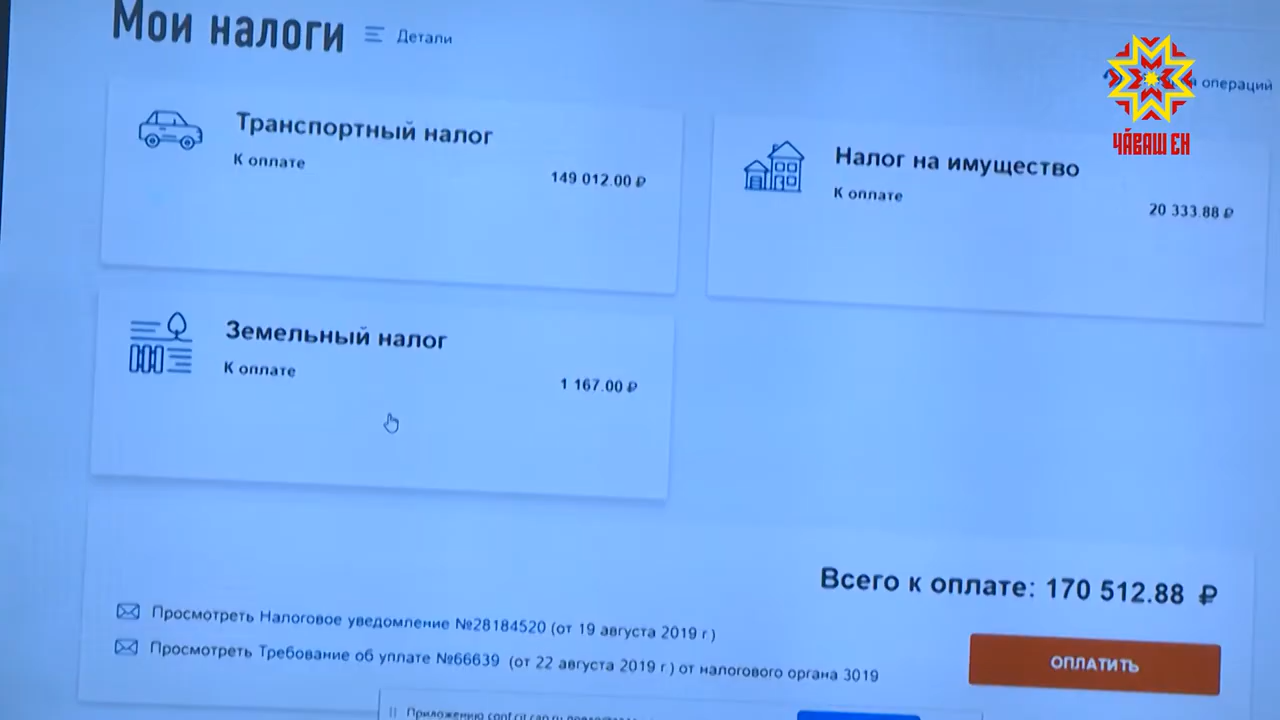 Мои налоги
Детали
операций
ЧĂВАШ ЕН
Транспортный налог
К оплате
149 012.00 ₽
Налог на имущество
К оплате
20 333.88 ₽
Земельный налог
К оплате
1 167.00 ₽
Всего к оплате: 170 512.88 ₽
Просмотреть Налоговое уведомление №28184520 (от 19 августа 2019 г.)
Просмотреть Требование об уплате №66639 (от 22 августа 2019 г.) от налогового органа 3019
ОПЛАТИТЬ
Приложению